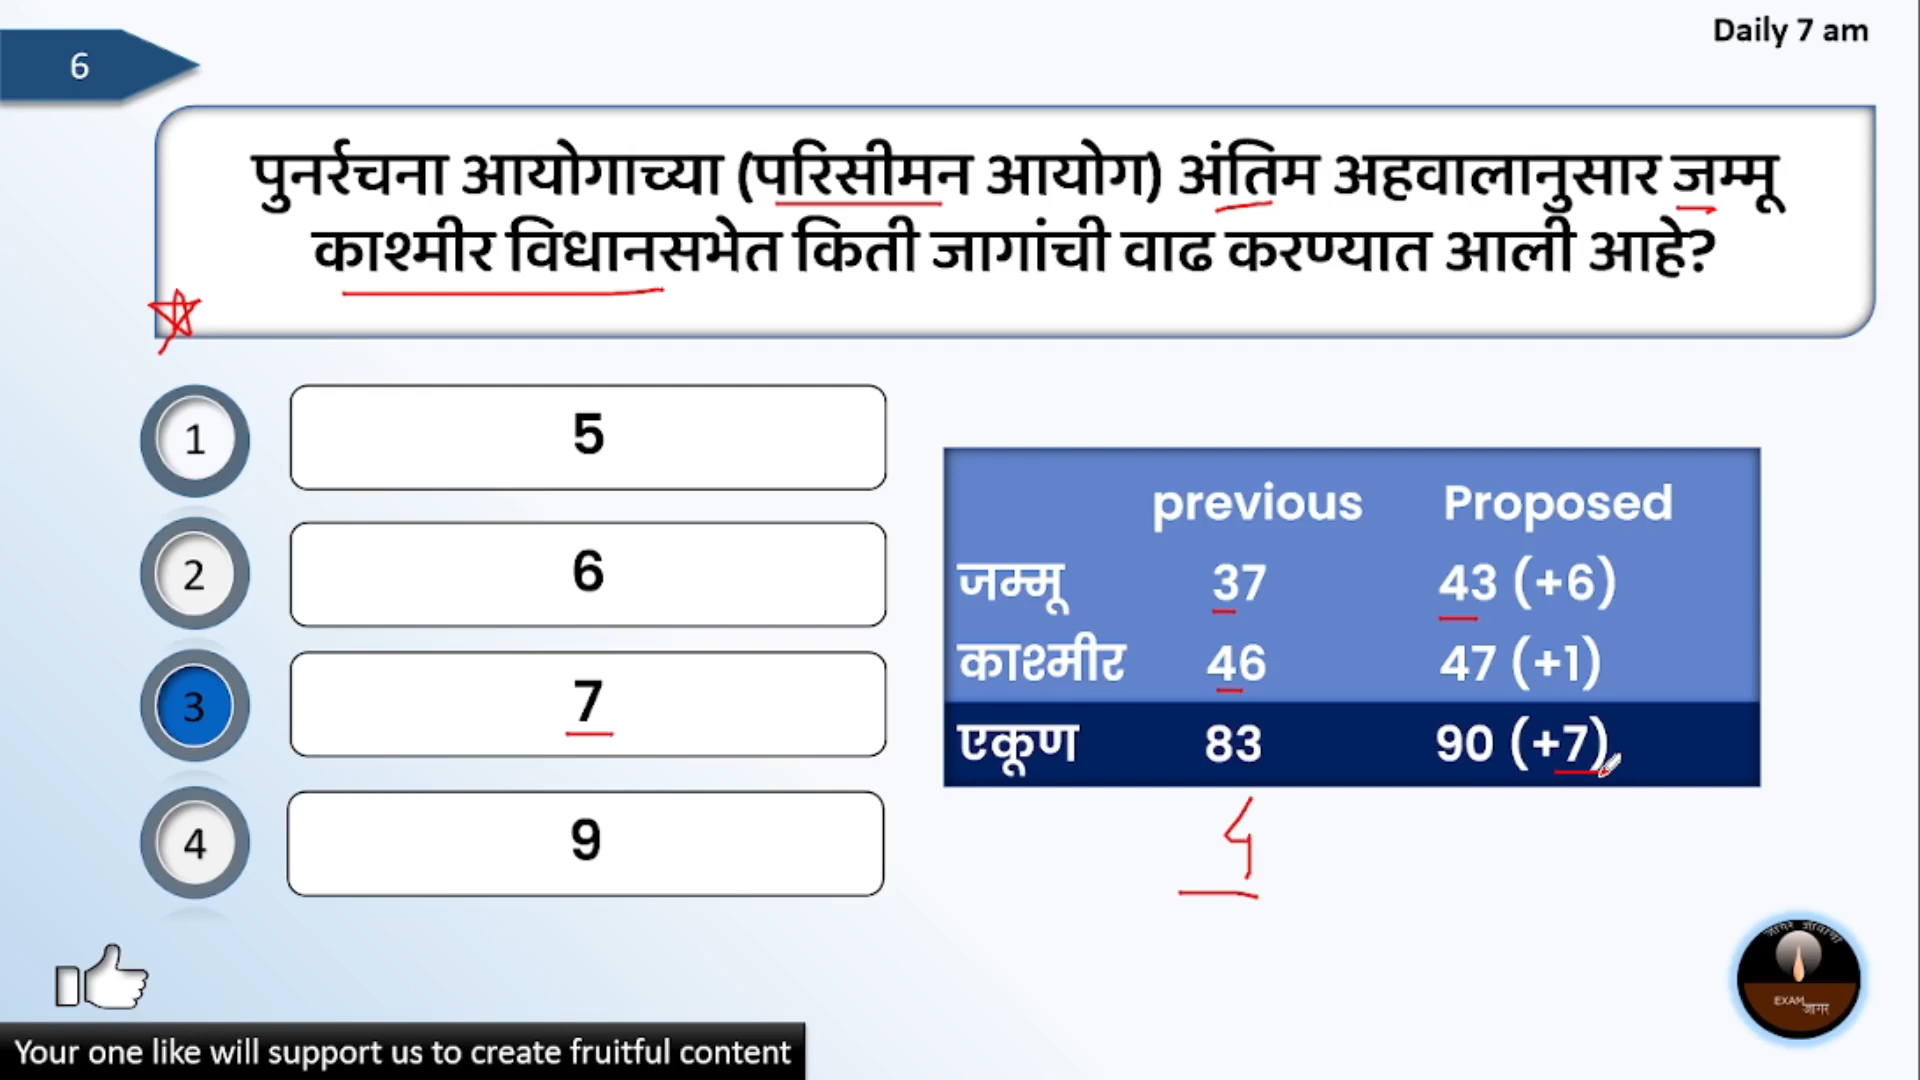 Daily 7 am
6
पुनर्रचना आयोगाच्या (परिसीमन आयोग) अंतिम अहवालानुसार जम्मू
काश्मीर विधानसभेत किती जागांची वाढ करण्यात आली आहे?
1 5
2 6
3 7
4 9
previous Proposed
जम्मू 37 43 (+6)
काश्मीर 46 47 (+1)
एकूण 83 90 (+7)
EXAM
जागर
Your one like will support us to create fruitful content